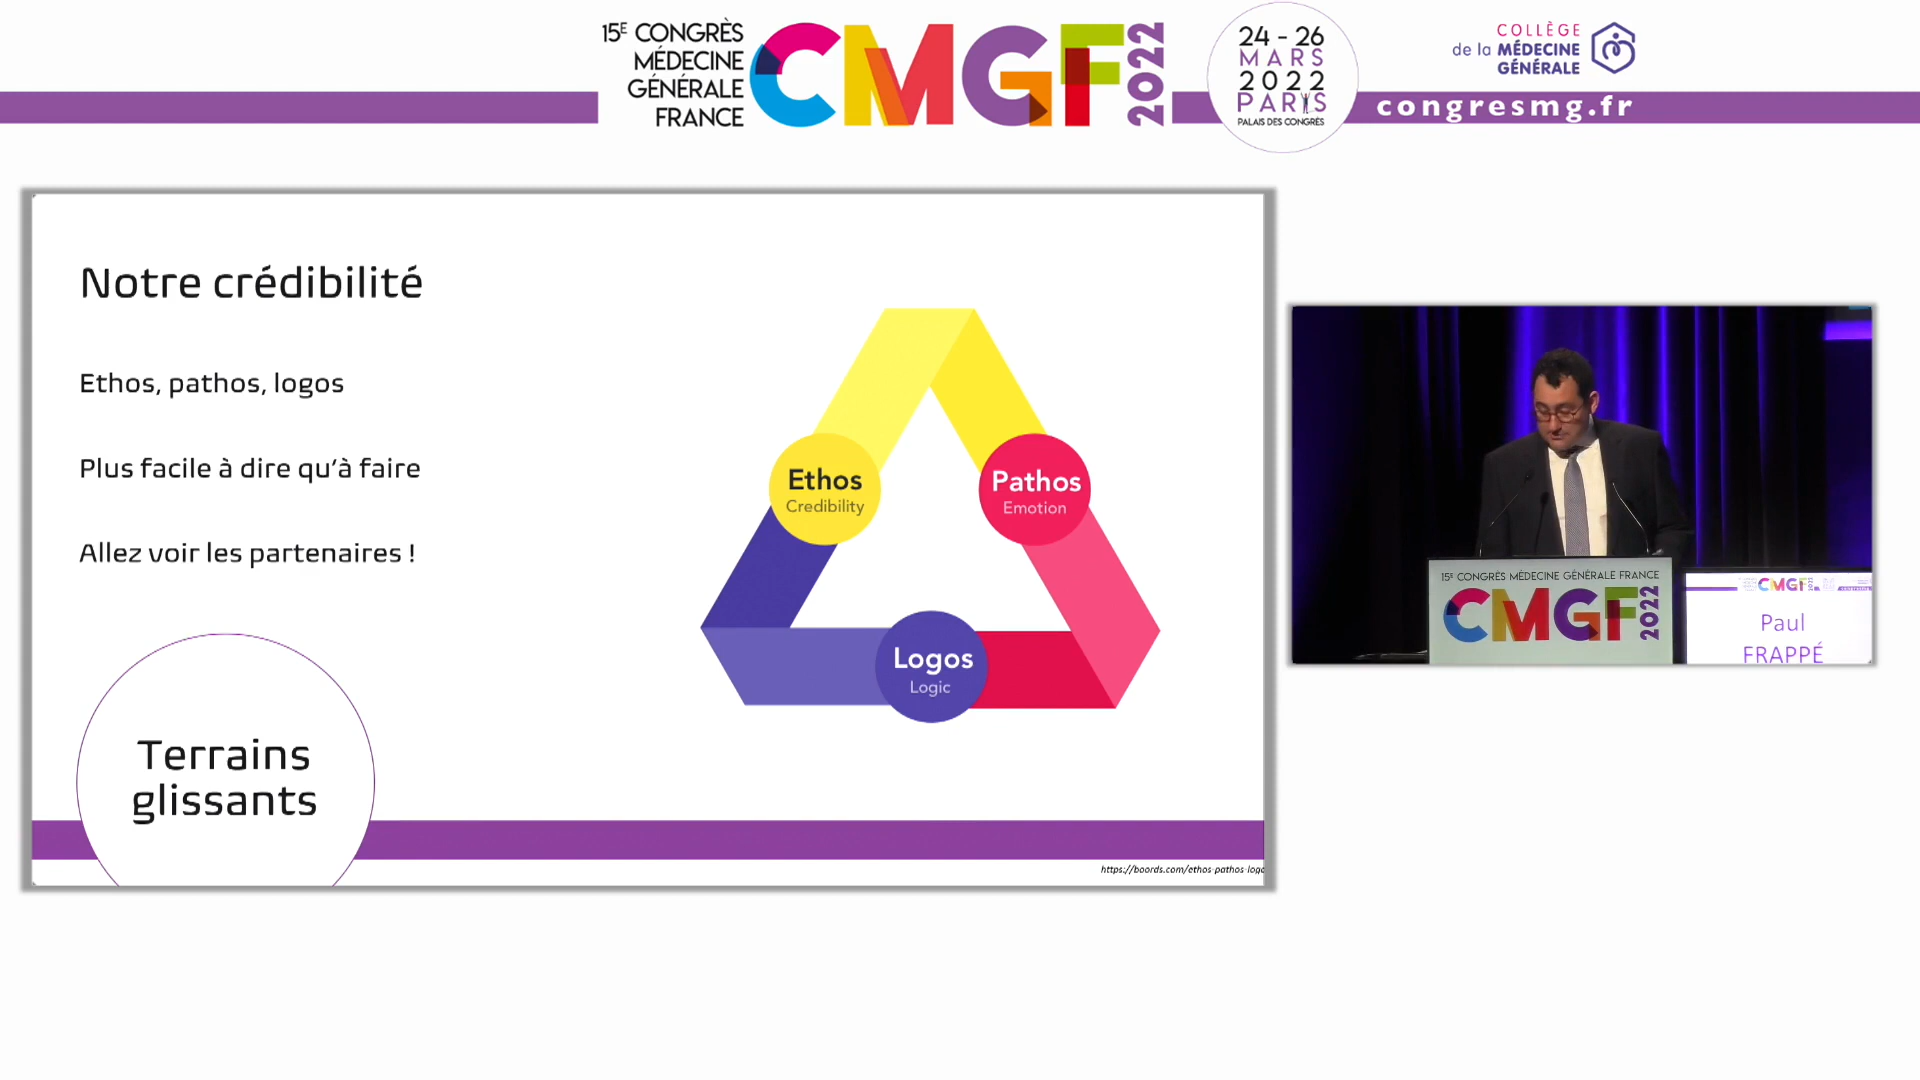 15E CONGRÈS
MÉDECINE
GÉNÉRALE
FRANCE
CMGF
2022
24 - 26
MARS
2022
PARIS
PALAIS DES CONGRÈS
COLLÈGE
de la MÉDECINE
GÉNÉRALE
congresmg.fr
Notre crédibilité
Ethos, pathos, logos
Plus facile à dire qu'à faire
Allez voir les partenaires !
Terrains
glissants
Ethos
Credibility
Pathos
Emotion
Logos
Logic
https://boords.com/ethos-pathos-logo
15E CONGRÈS MÉDECINE GÉNÉRALE FRANCE
CMGF
2022
CMGF
Paul
FRAPPÉ